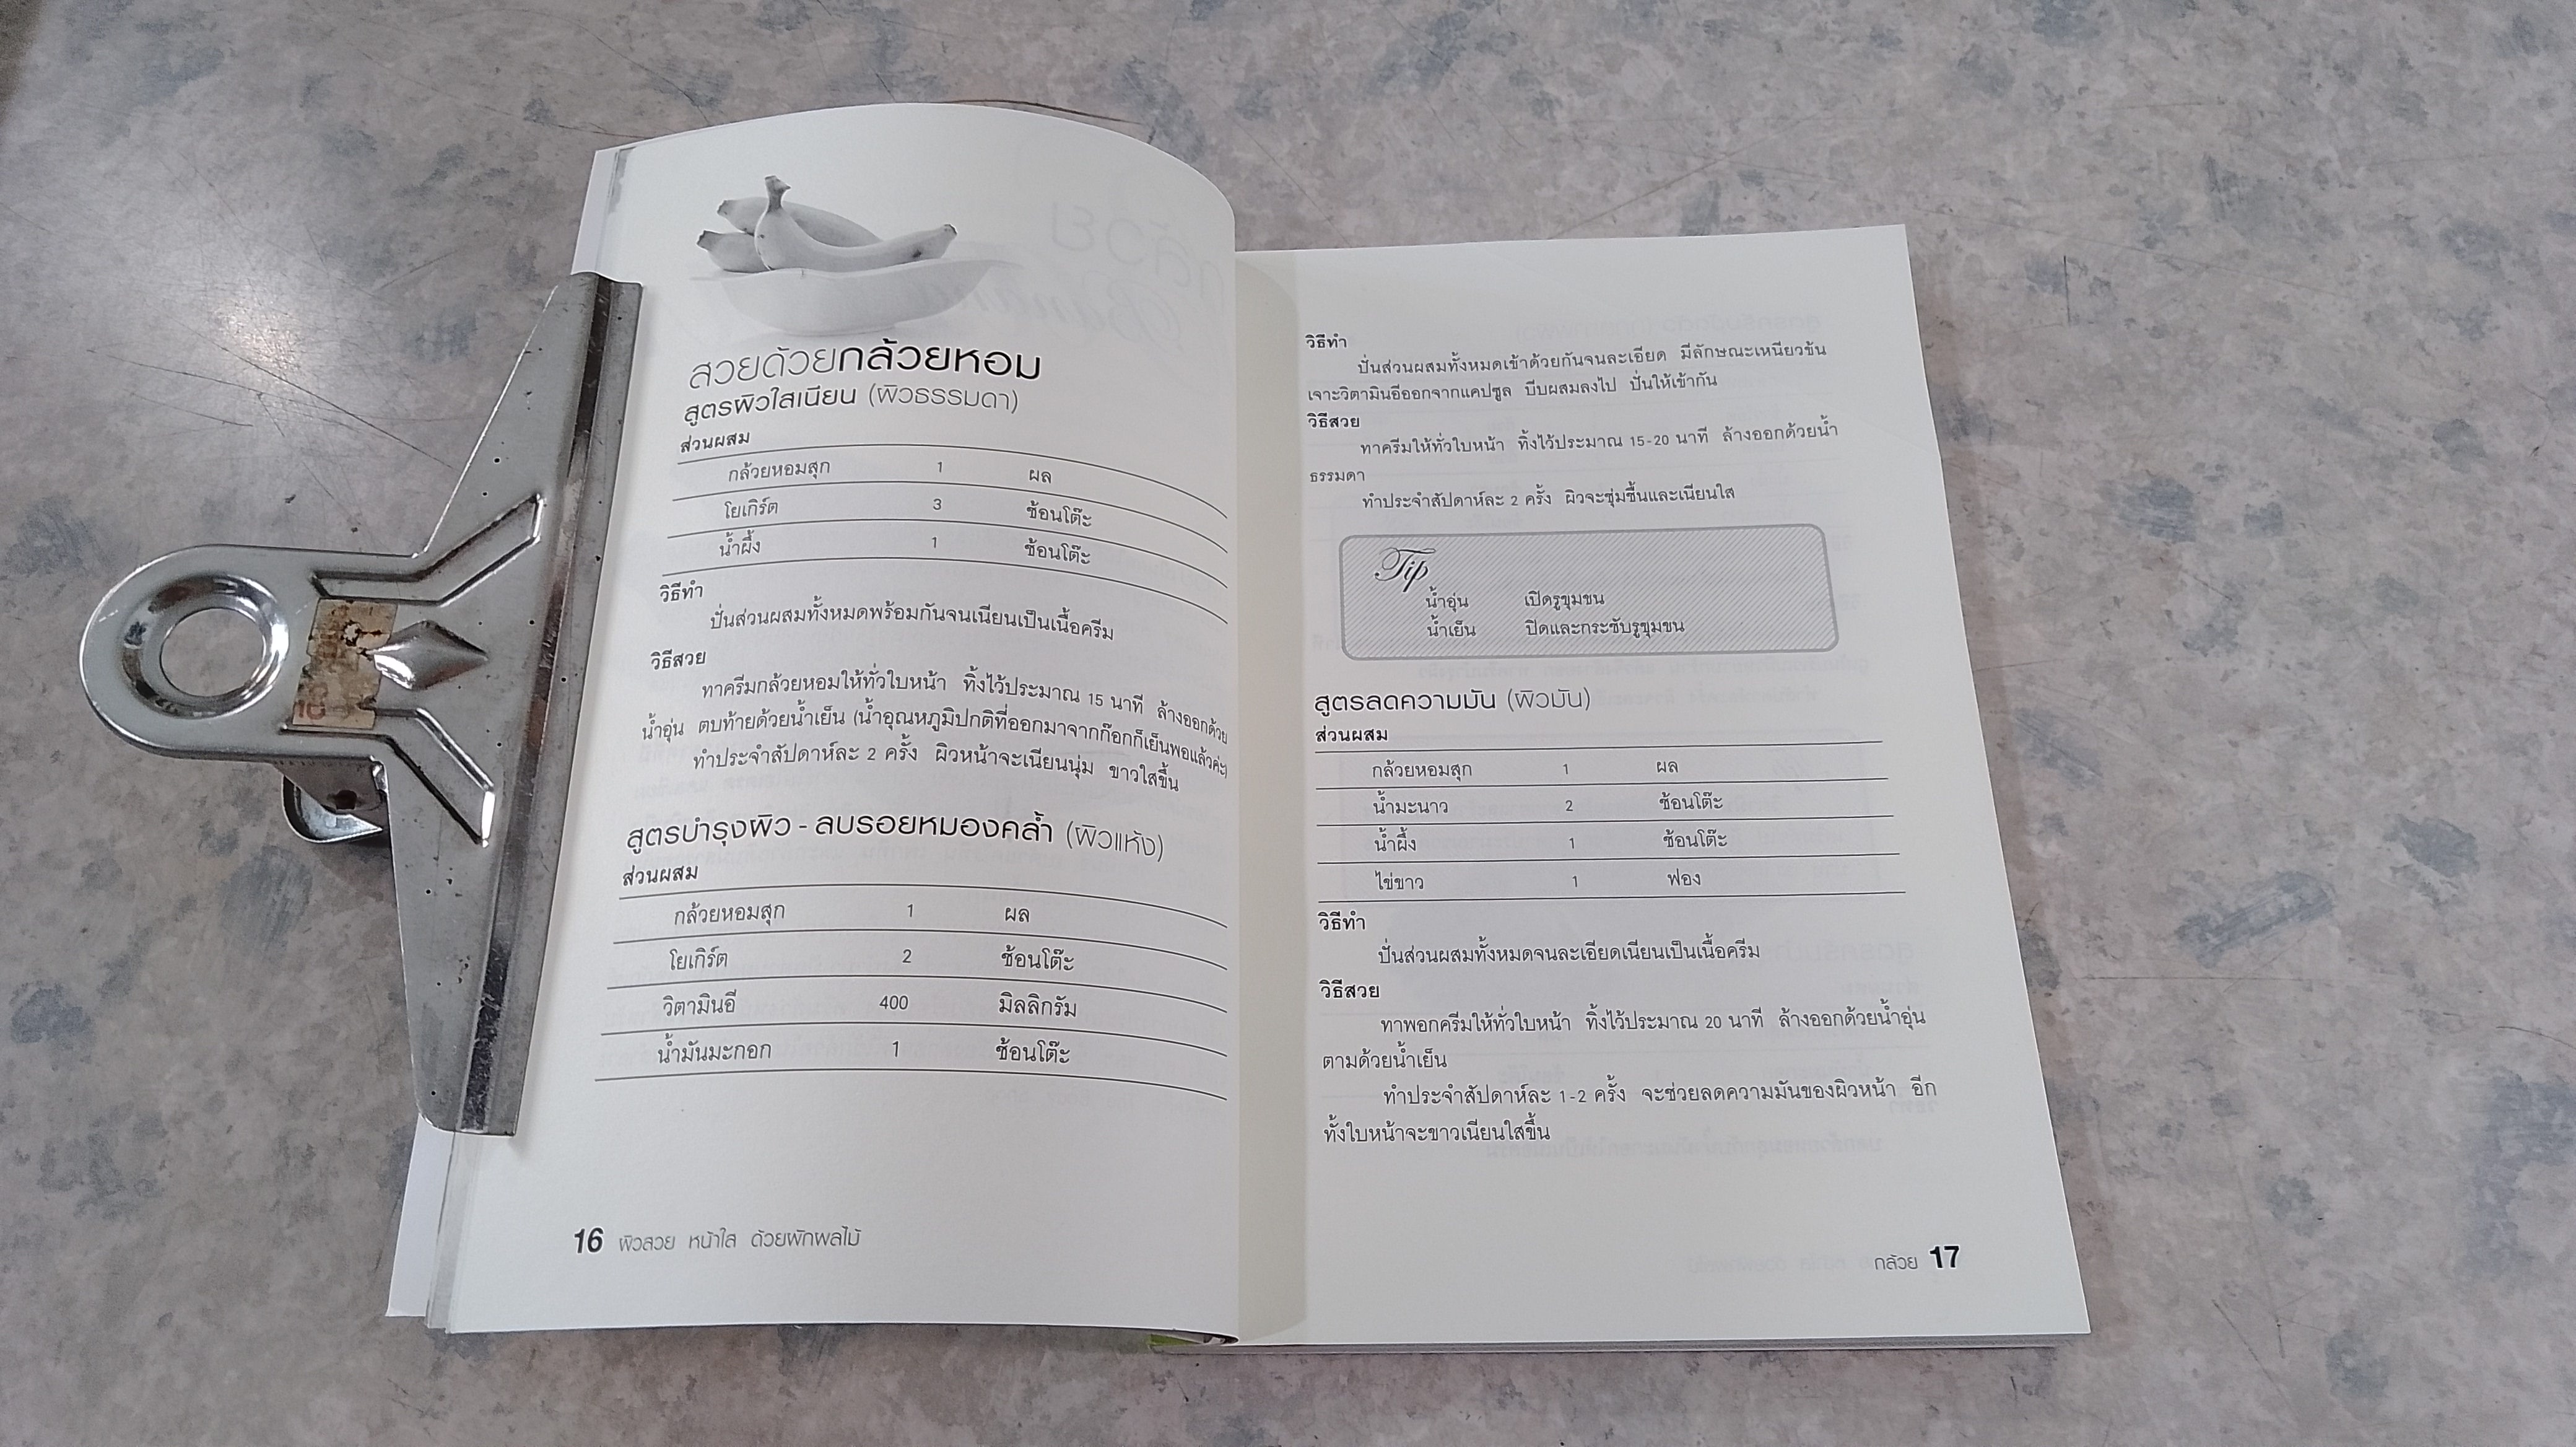 สวยด้วยกล้วยหอม
สูตรผิวใสเนียน (ผิวธรรมดา)
ส่วนผสม
กล้วยหอมสุก 1 ผล
โยเกิร์ต 3 ช้อนโต๊ะ
น้ำผึ้ง 1 ช้อนโต๊ะ
วิธีทำ
ปั่นส่วนผสมทั้งหมดพร้อมกันจนเนียนเป็นเนื้อครีม
วิธีสวย
ทาครีมกล้วยหอมให้ทั่วใบหน้า ทิ้งไว้ประมาณ 15 นาที ล้างออกด้วย
น้ำอุ่น ตบท้ายด้วยน้ำเย็น (น้ำอุณหภูมิปกติที่ออกมาจากก๊อกก็เย็นพอแล้วค่ะ)
ทำประจำสัปดาห์ละ 2 ครั้ง ผิวหน้าจะเนียนนุ่ม ขาวใสขึ้น
สูตรบำรุงผิว - ลบรอยหมองคล้ำ (ผิวแห้ง)
ส่วนผสม
กล้วยหอมสุก 1 ผล
โยเกิร์ต 2 ช้อนโต๊ะ
วิตามินอี 400 มิลลิกรัม
น้ำมันมะกอก 1 ช้อนโต๊ะ
16 ผิวสวย หน้าใส ด้วยผักผลไม้
วิธีทำ
ปั่นส่วนผสมทั้งหมดเข้าด้วยกันจนละเอียด มีลักษณะเหนียวข้น
เจาะวิตามินอีออกจากแคปซูล บีบผสมลงไป ปั่นให้เข้ากัน
วิธีสวย
ทาครีมให้ทั่วใบหน้า ทิ้งไว้ประมาณ 15-20 นาที ล้างออกด้วยน้ำ
ธรรมดา
ทำประจำสัปดาห์ละ 2 ครั้ง ผิวจะชุ่มชื้นและเนียนใส
Tip
น้ำอุ่น เปิดรูขุมขน
น้ำเย็น ปิดและกระชับรูขุมขน
สูตรลดความมัน (ผิวมัน)
ส่วนผสม
กล้วยหอมสุก 1 ผล
น้ำมะนาว 2 ช้อนโต๊ะ
น้ำผึ้ง 1 ช้อนโต๊ะ
ไข่ขาว 1 ฟอง
วิธีทำ
ปั่นส่วนผสมทั้งหมดจนละเอียดเนียนเป็นเนื้อครีม
วิธีสวย
ทาพอกครีมให้ทั่วใบหน้า ทิ้งไว้ประมาณ 20 นาที ล้างออกด้วยน้ำอุ่น
ตามด้วยน้ำเย็น
ทำประจำสัปดาห์ละ 1-2 ครั้ง จะช่วยลดความมันของผิวหน้า อีก
ทั้งใบหน้าจะขาวเนียนใสขึ้น
กล้วย 17